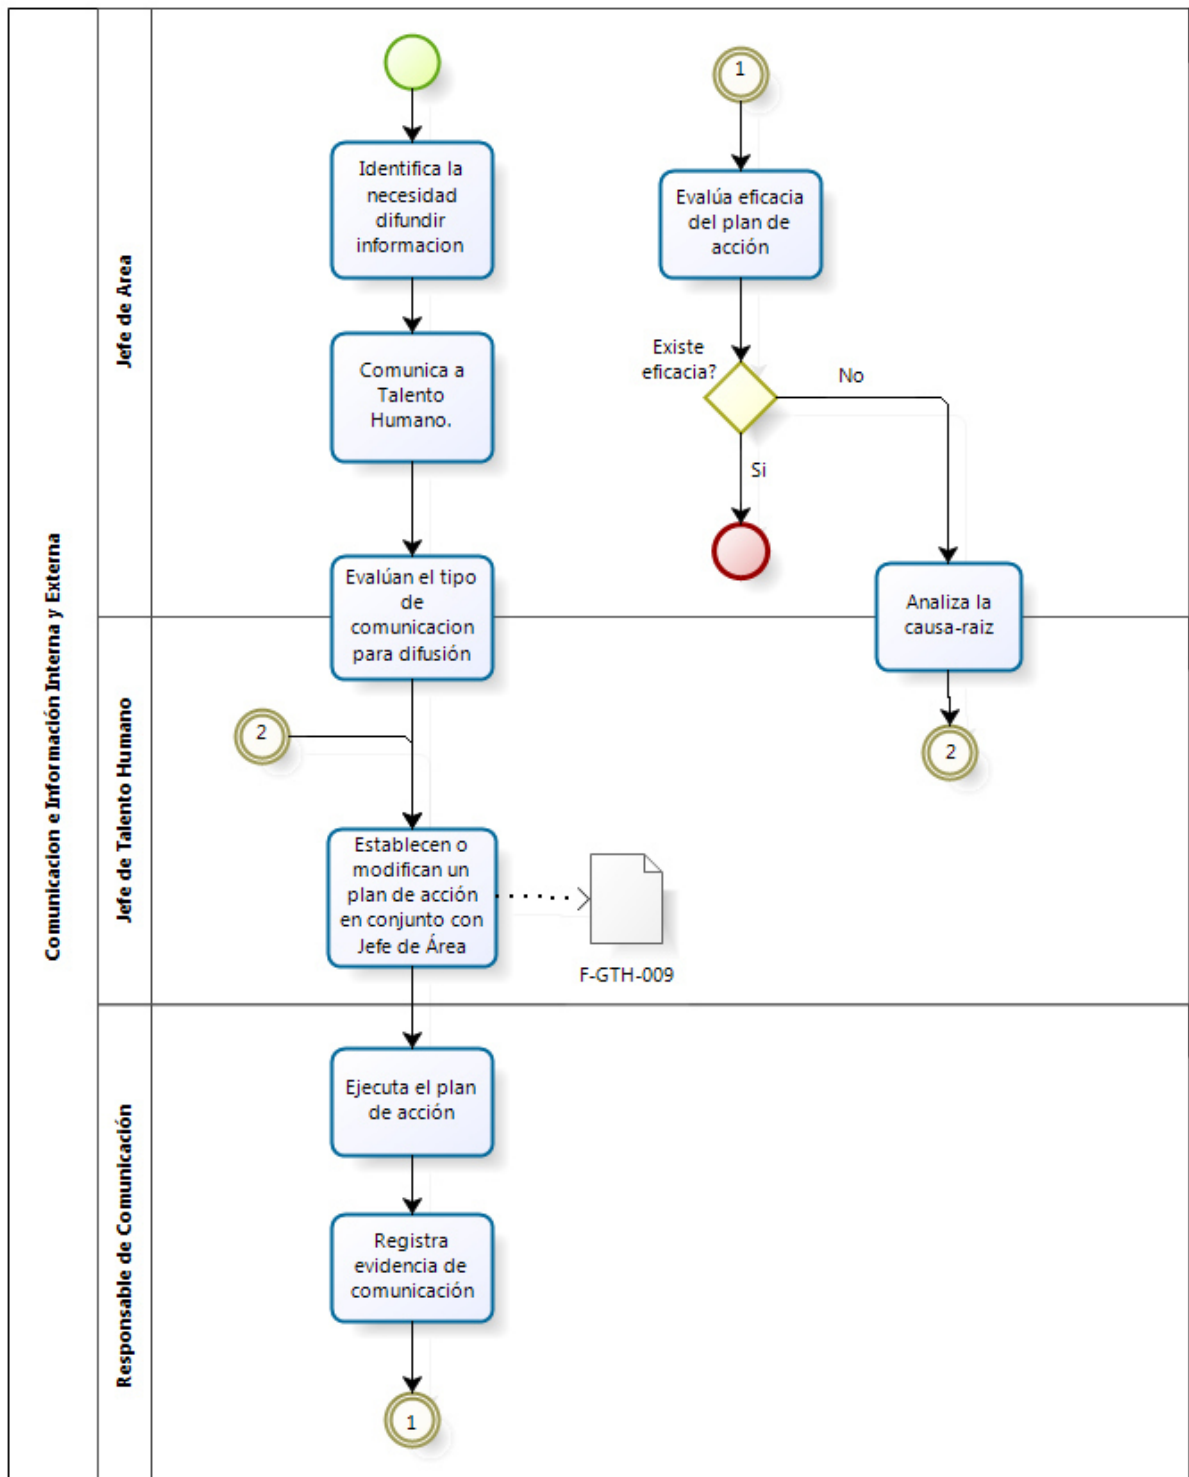 Comunicacion e Información Interna y Externa
Jefe de Area
Identifica la
necesidad
difundir
informacion
Comunica a
Talento
Humano.
Evalúan el tipo
de
comunicacion
para difusión
1
Evalúa eficacia
del plan de
acción
Existe
eficacia?
No
Si
Analiza la
causa-raiz
Jefe de Talento Humano
2
2
Establecen o
modifican un
plan de acción
en conjunto con
Jefe de Área
F-GTH-009
Responsable de Comunicación
Ejecuta el plan
de acción
Registra
evidencia de
comunicación
1